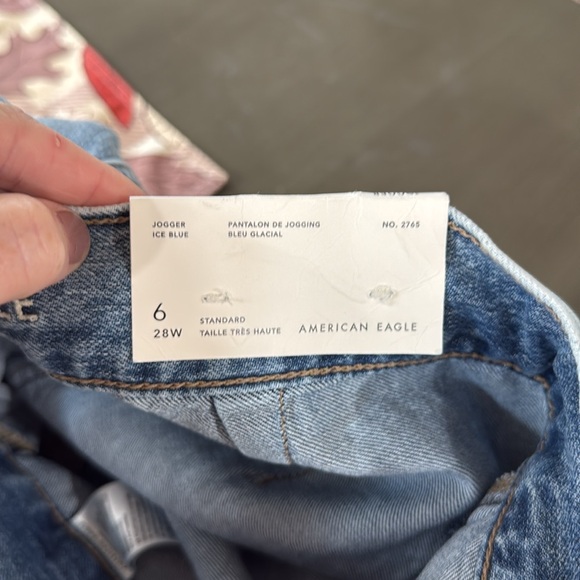 JOGGER PANTALON DE JOGGING NO. 2765
ICE BLUE BLEU GLACIAL
6 STANDARD
28W TAILLE TRÈS HAUTE AMERICAN EAGLE